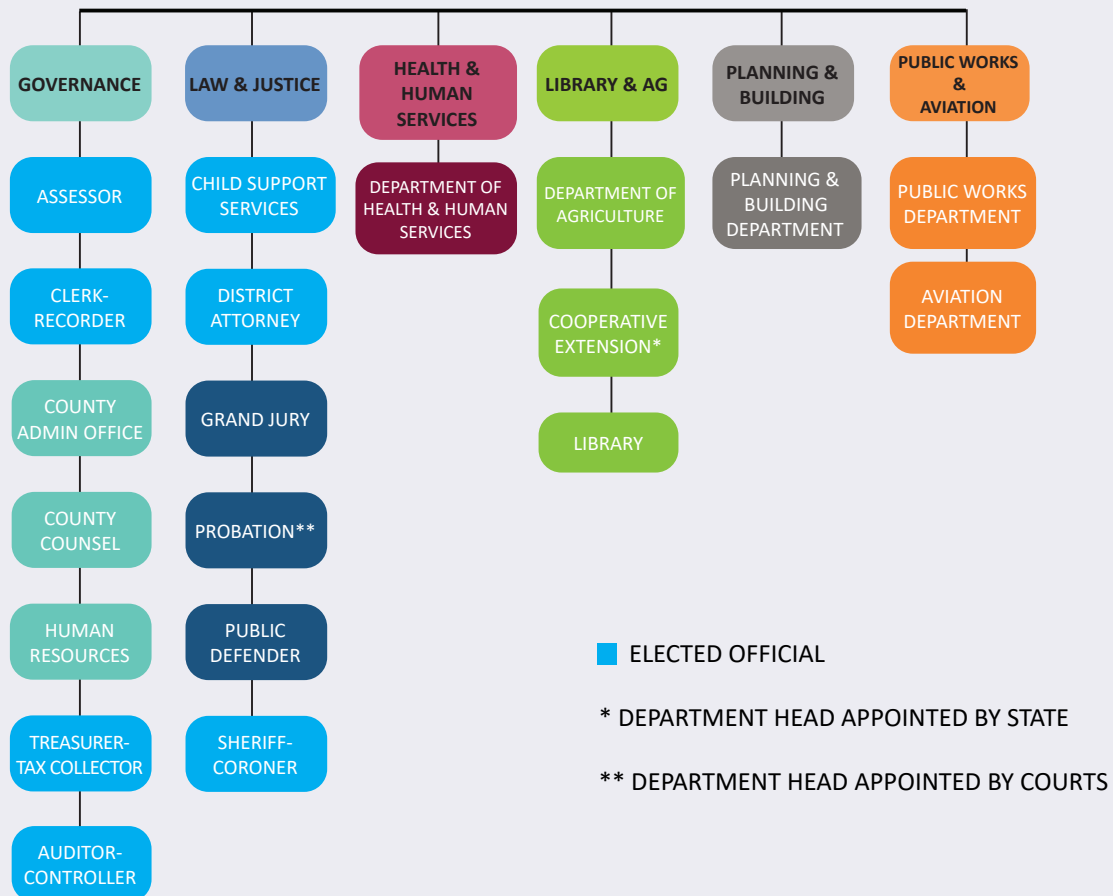 GOVERNANCE
ASSESSOR
CLERK-
RECORDER
COUNTY
ADMIN OFFICE
COUNTY
COUNSEL
HUMAN
RESOURCES
TREASURER-
TAX COLLECTOR
AUDITOR-
CONTROLLER
LAW & JUSTICE
CHILD SUPPORT
SERVICES
DISTRICT
ATTORNEY
GRAND JURY
PROBATION**
PUBLIC
DEFENDER
SHERIFF-
CORONER
HEALTH &
HUMAN
SERVICES
DEPARTMENT OF
HEALTH & HUMAN
SERVICES
LIBRARY & AG
DEPARTMENT OF
AGRICULTURE
COOPERATIVE
EXTENSION*
LIBRARY
PLANNING &
BUILDING
PLANNING &
BUILDING
DEPARTMENT
PUBLIC WORKS
&
AVIATION
PUBLIC WORKS
DEPARTMENT
AVIATION
DEPARTMENT
ELECTED OFFICIAL
* DEPARTMENT HEAD APPOINTED BY STATE
** DEPARTMENT HEAD APPOINTED BY COURTS